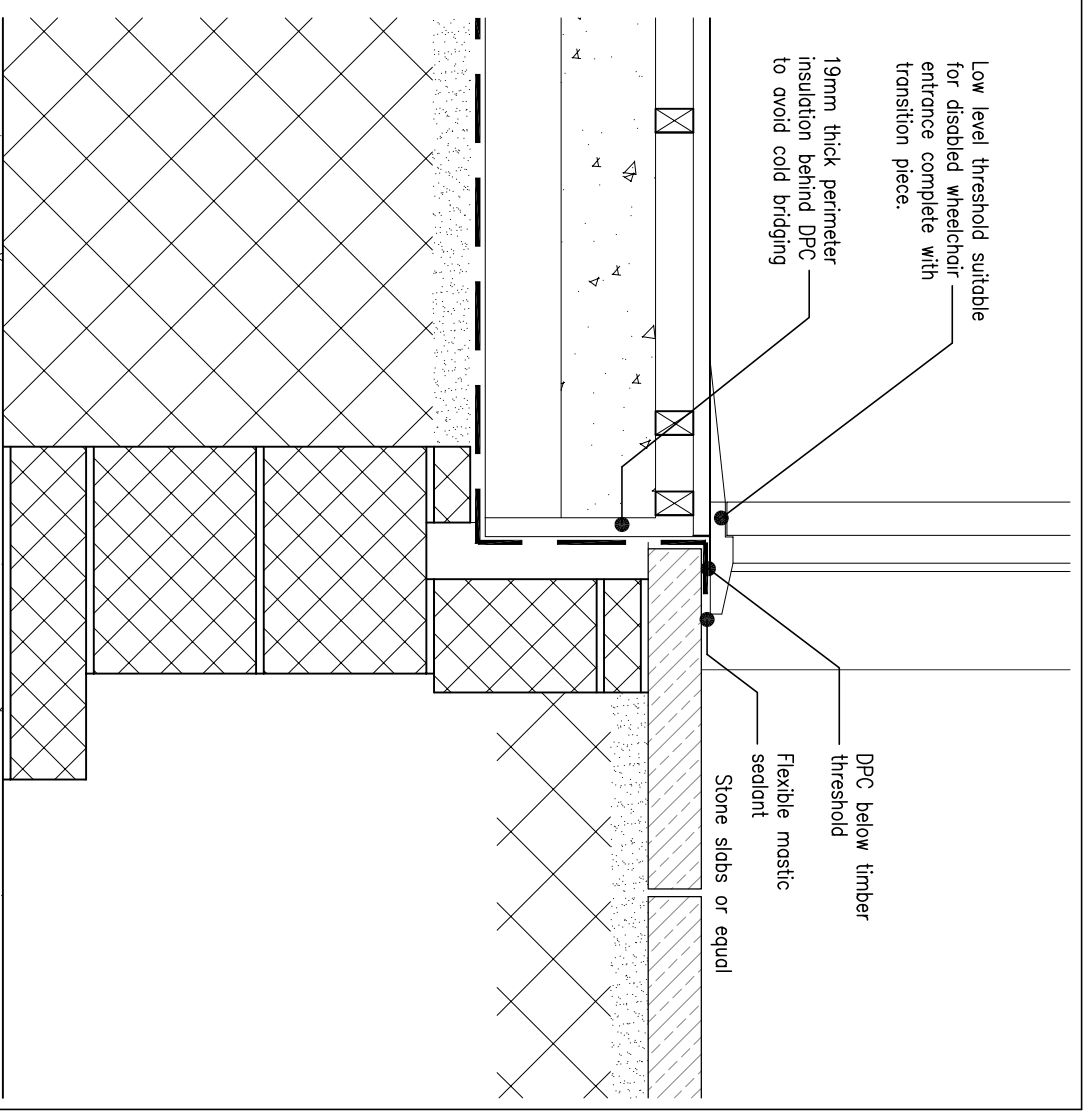 Low level threshold suitable
for disabled wheelchair
entrance complete with
transition piece.
19mm thick perimeter
insulation behind DPC
to avoid cold bridging
DPC below timber
threshold
Flexible mastic
sealant
Stone slabs or equal